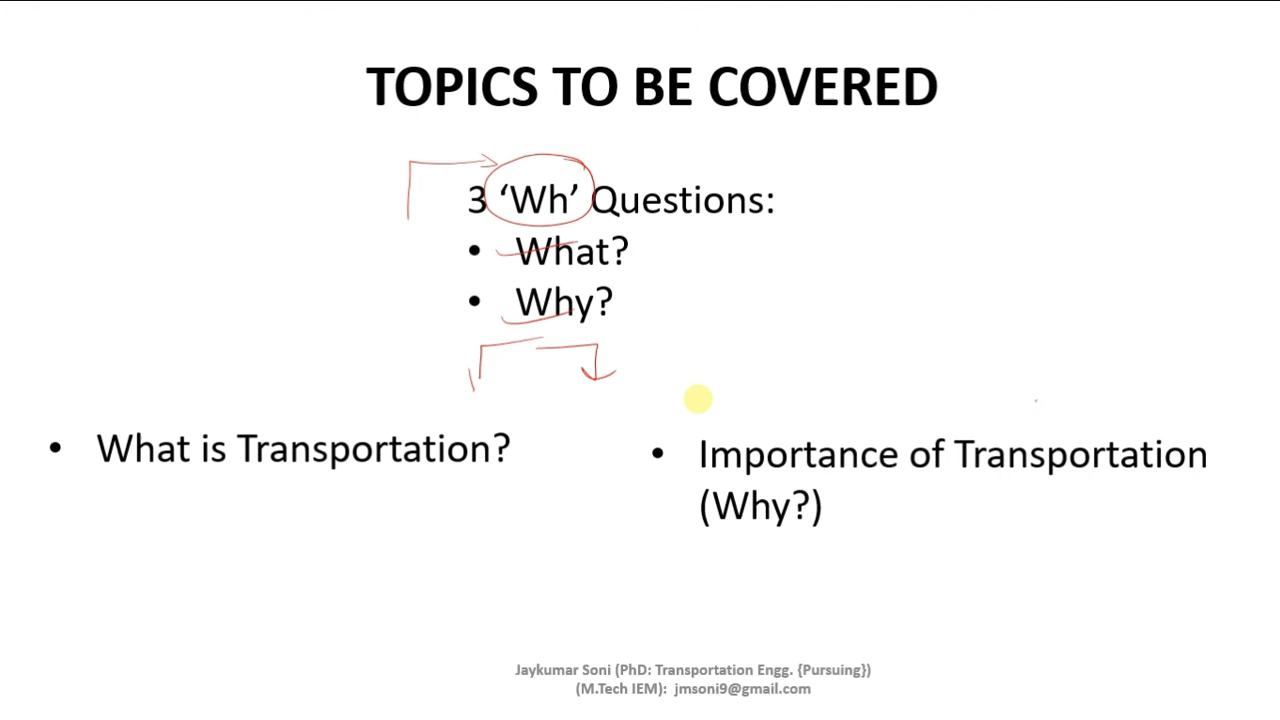 TOPICS TO BE COVERED
3 ‘Wh’ Questions:
• What?
• Why?
• What is Transportation?
• Importance of Transportation
(Why?)
Jaykumar Soni (PhD: Transportation Engg. {Pursuing})
(M.Tech IEM): jmsoni9@gmail.com